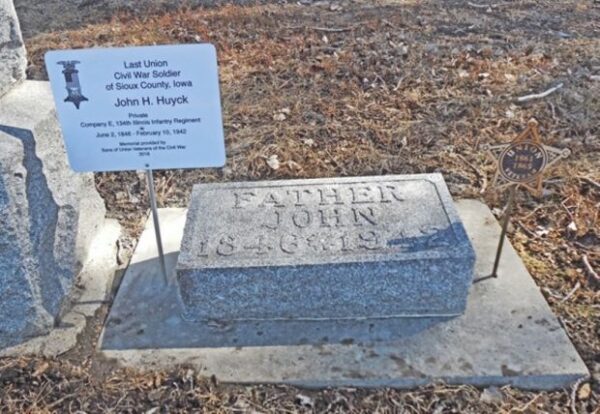 Last Union
Civil War Soldier
of Sioux County, Iowa
John H. Huyck
Private
Company E, 134th Illinois Infantry Regiment
June 2, 1846 - February 10, 1942
Memorial provided by
Sons of Union Veterans of the Civil War
FATHER
JOHN
1846 1942